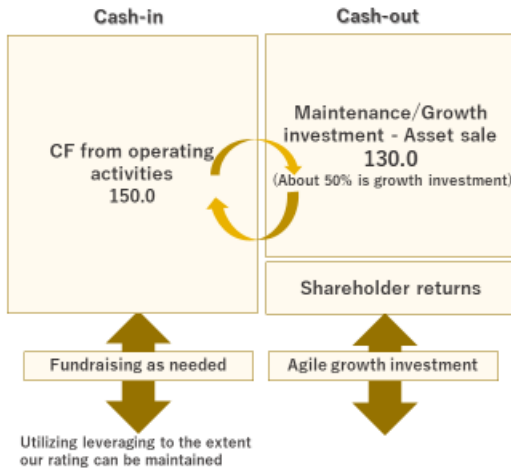 Cash-in
Cash-out
CF from operating
activities
150.0
Maintenance/Growth
investment - Asset sale
130.0
(About 50% is growth investment)
Shareholder returns
Fundraising as needed
Agile growth investment
Utilizing leveraging to the extent
our rating can be maintained